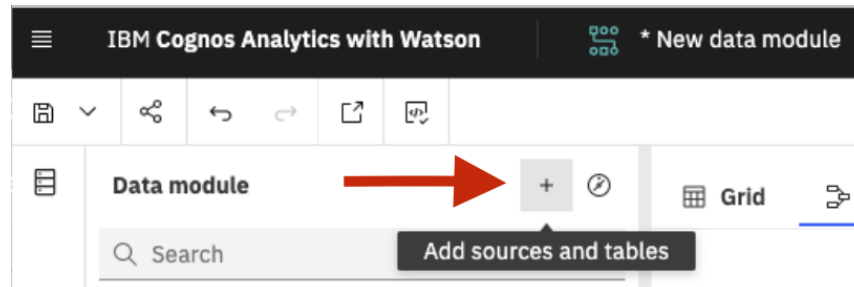 IBM Cognos Analytics with Watson
* New data module
Data module
+
Grid
Search
Add sources and tables